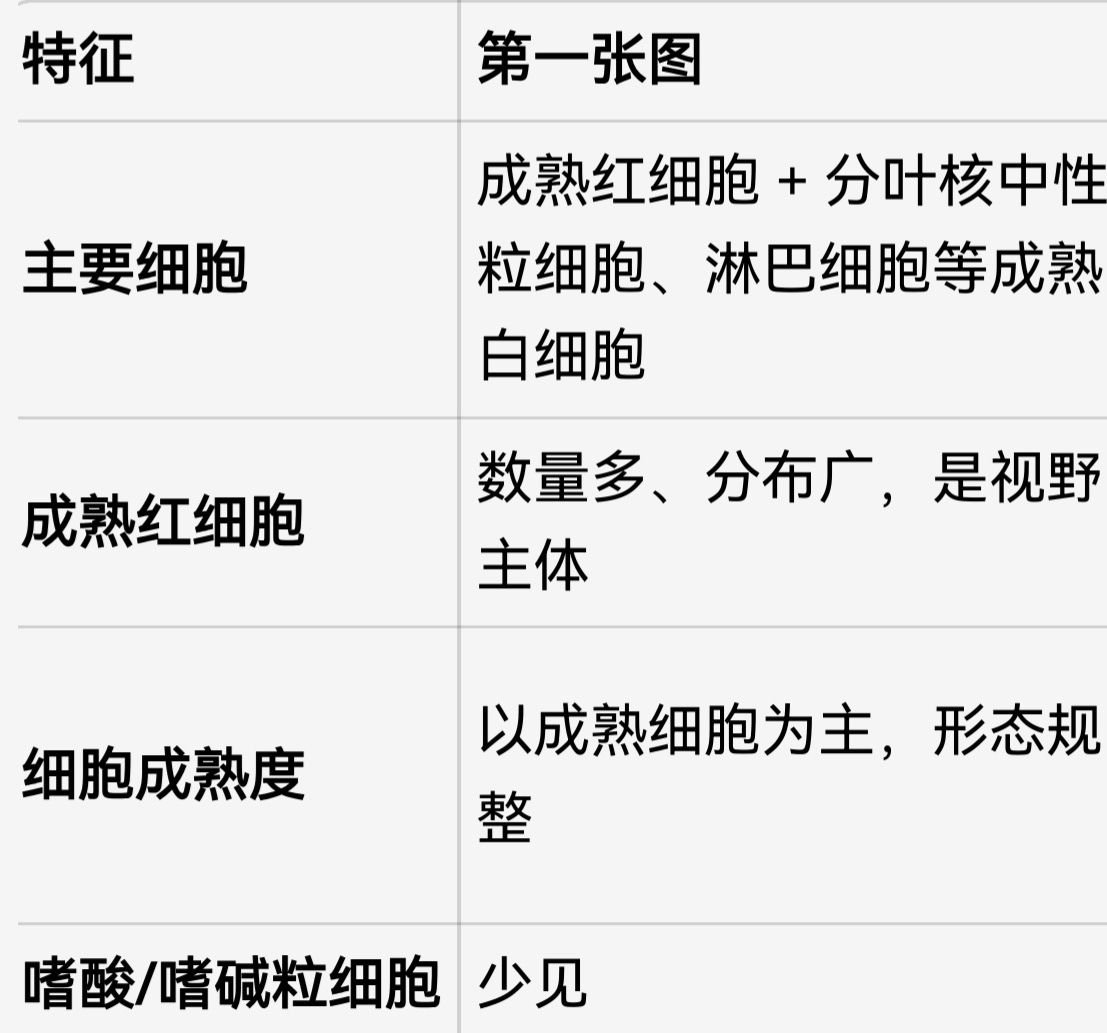 特征
第一张图
主要细胞
成熟红细胞 + 分叶核中性
粒细胞、淋巴细胞等成熟
白细胞
成熟红细胞
数量多、分布广，是视野
主体
细胞成熟度
以成熟细胞为主，形态规
整
嗜酸/嗜碱粒细胞
少见